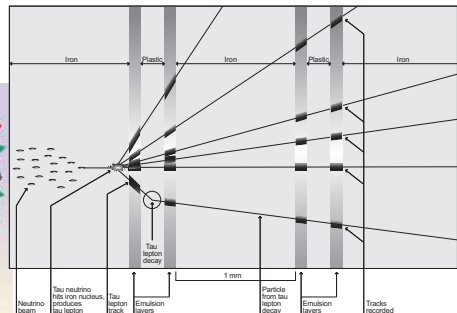 Iron
Plastic
Iron
Plastic
Iron
Tau
lepton
decay
1 mm
Neutrino
beam
Tau neutrino
hits iron nucleus,
produces
tau lepton
Tau
lepton
track
Emulsion
layers
Particle
from tau
lepton
decay
Emulsion
layers
Tracks
recorded